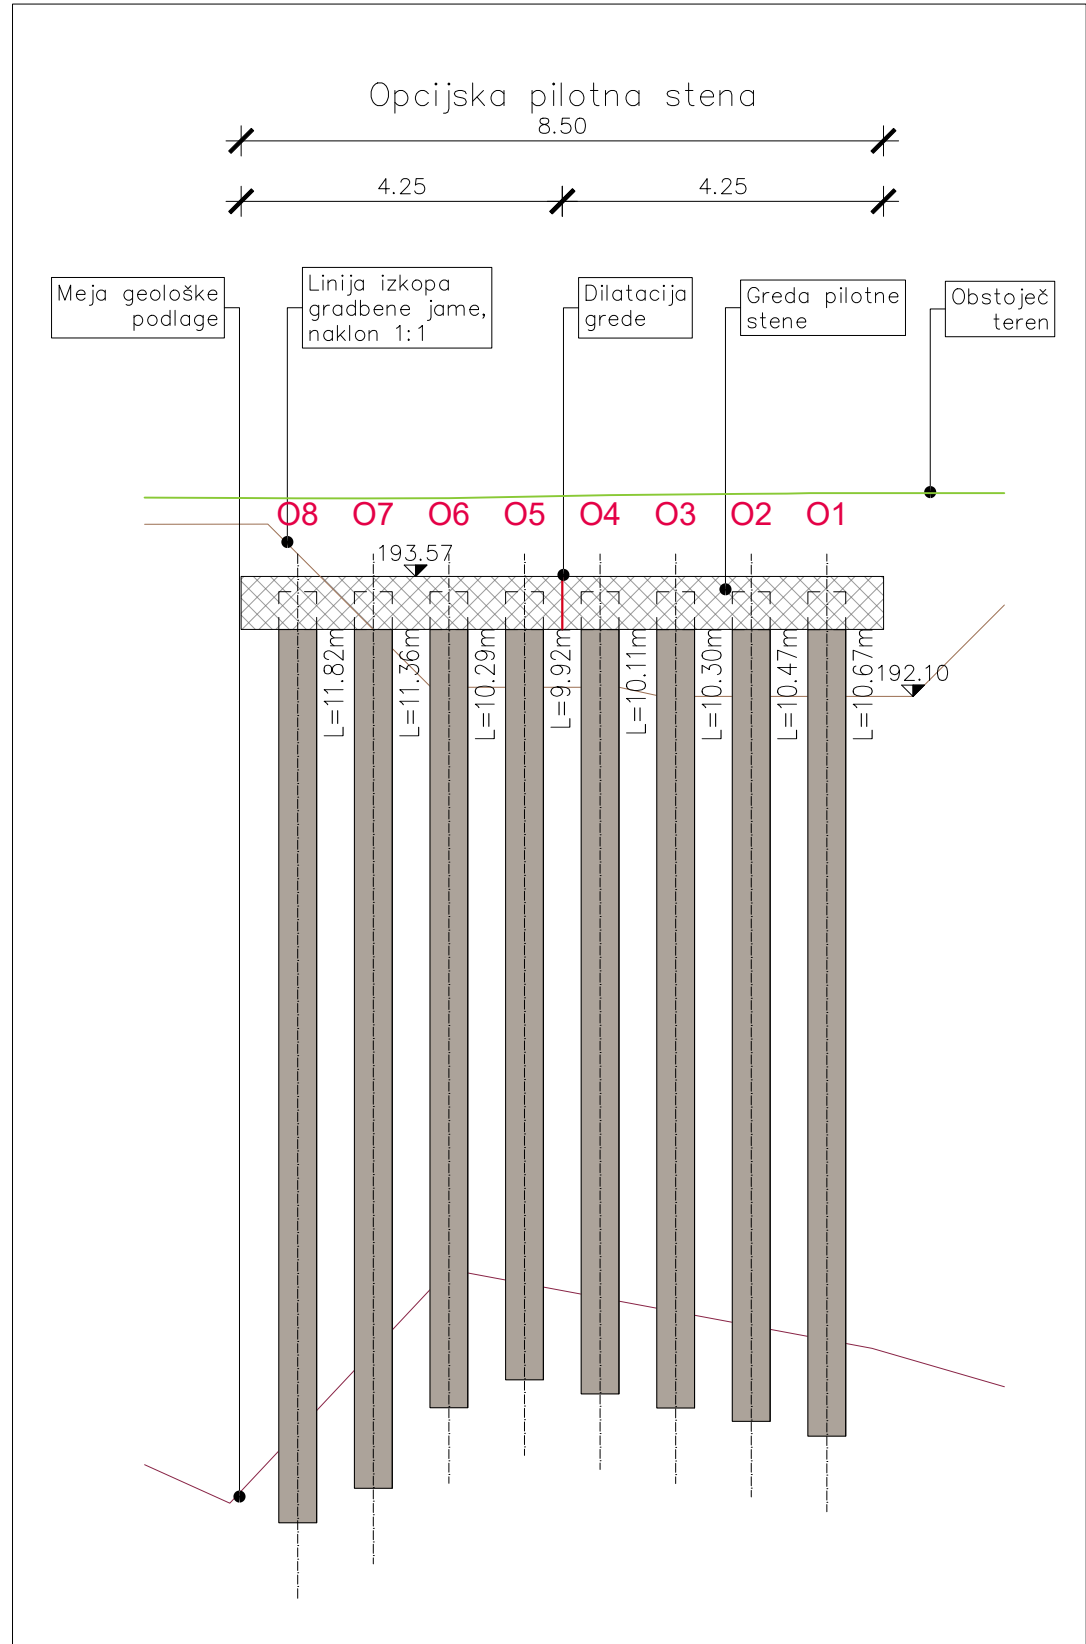 Opcijska pilotna stena
8.50
4.25
4.25
Meja geološke
podlage
Linija izkopa
gradbene jame,
naklon 1:1
Dilatacija
grede
Greda pilotne
stene
Obstoječ
teren
O8
O7
O6
O5
O4
O3
O2
O1
193.57
192.10
L=11.82m
L=11.36m
L=10.29m
L=9.92m
L=10.11m
L=10.30m
L=10.47m
L=10.67m